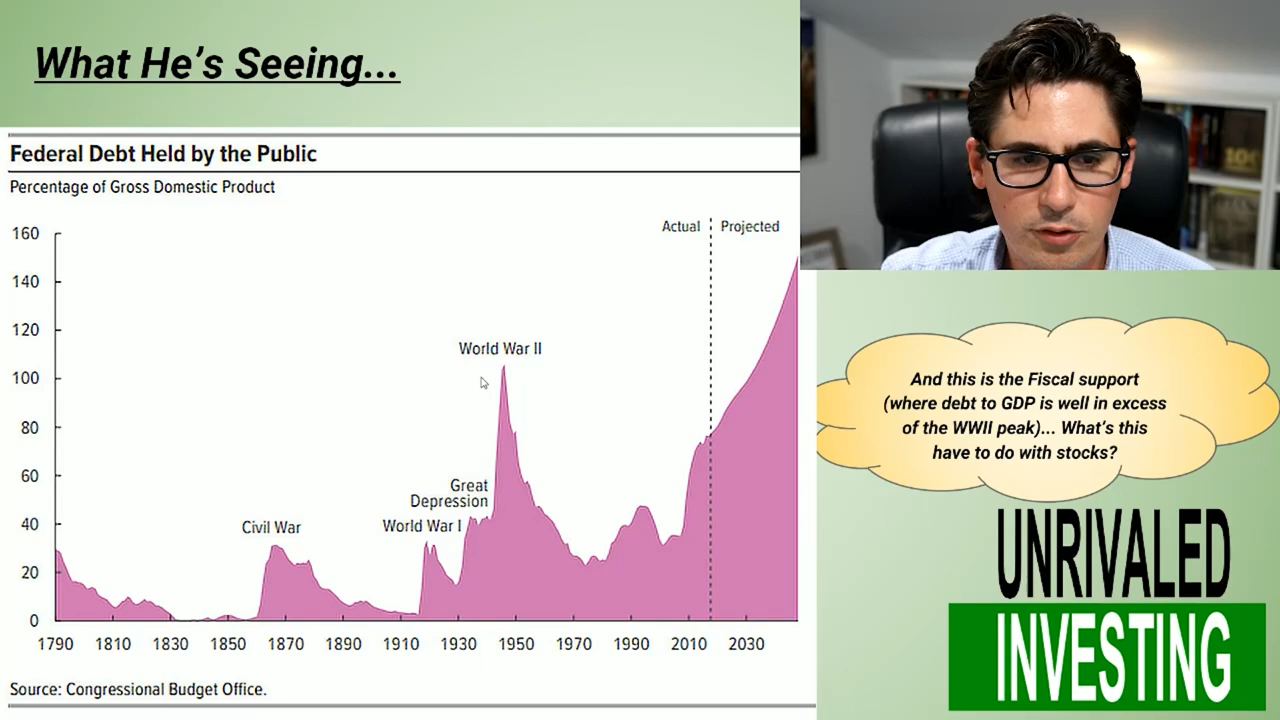 What He's Seeing...
Federal Debt Held by the Public
Percentage of Gross Domestic Product
Actual
Projected
160
140
120
100
80
60
40
20
0
World War II
Great
Depression
World War I
Civil War
1790 1810 1830 1850 1870 1890 1910 1930 1950 1970 1990 2010 2030
Source: Congressional Budget Office.
And this is the Fiscal support
(where debt to GDP is well in excess
of the WWII peak)... What's this
have to do with stocks?
UNRIVALED
INVESTING